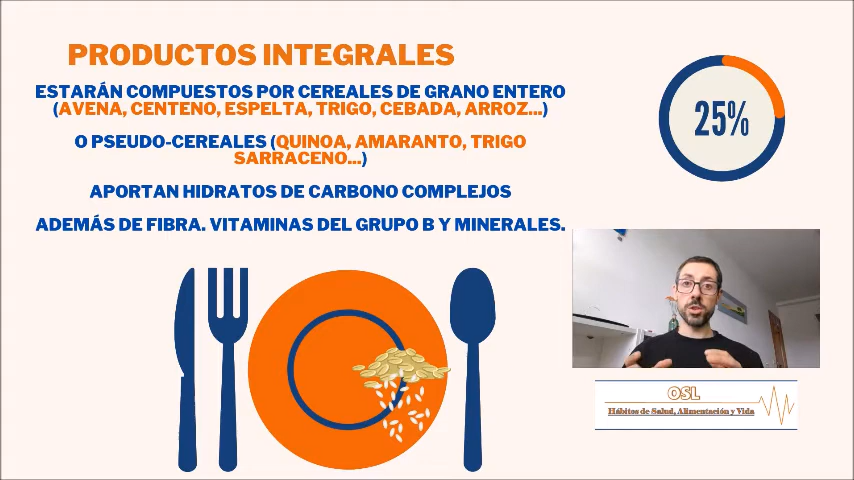 PRODUCTOS INTEGRALES
ESTARÁN COMPUESTOS POR CEREALES DE GRANO ENTERO
(AVENA, CENTENO, ESPELTA, TRIGO, CEBADA, ARROZ...)
O PSEUDO-CEREALES (QUINOA, AMARANTO, TRIGO
SARRACENO...)
APORTAN HIDRATOS DE CARBONO COMPLEJOS
ADEMÁS DE FIBRA. VITAMINAS DEL GRUPO B Y MINERALES.
25%
OSL
Hábitos de Salud, Alimentación y Vida